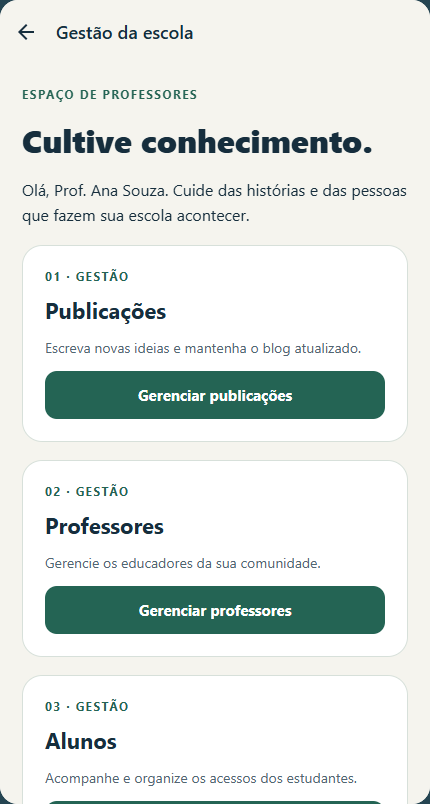 Gestão da escola
ESPAÇO DE PROFESSORES
Cultive conhecimento.
Olá, Prof. Ana Souza. Cuide das histórias e das pessoas
que fazem sua escola acontecer.
01 · GESTÃO
Publicações
Escreva novas ideias e mantenha o blog atualizado.
Gerenciar publicações
02 · GESTÃO
Professores
Gerencie os educadores da sua comunidade.
Gerenciar professores
03 · GESTÃO
Alunos
Acompanhe e organize os acessos dos estudantes.